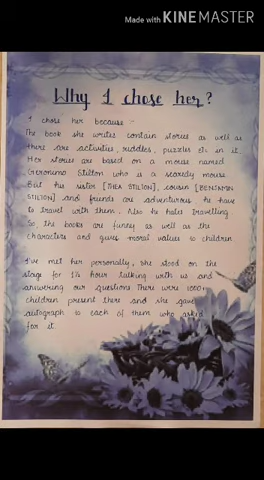 Made with KINEMASTER
Why I chose her?
I chose her because :-
The book she writes contain stories as well as
there are activities, riddles, puzzles etc in it.
Her stories are based on a mouse named
Geronimo Stilton who is a scaredy mouse
But his sister [THEA STILTON], cousin [BENJAMIN
STILTON] and friends are adventurous he have
to travel with them. Also he hates travelling.
So, the books are funny as well as the
characters and gives moral values to children
I've met her personally, she stood on the
stage for 1½ hour talking with us and
answering our questions There were 1000+
children present there and she gave
autograph to each of them who asked
for it.